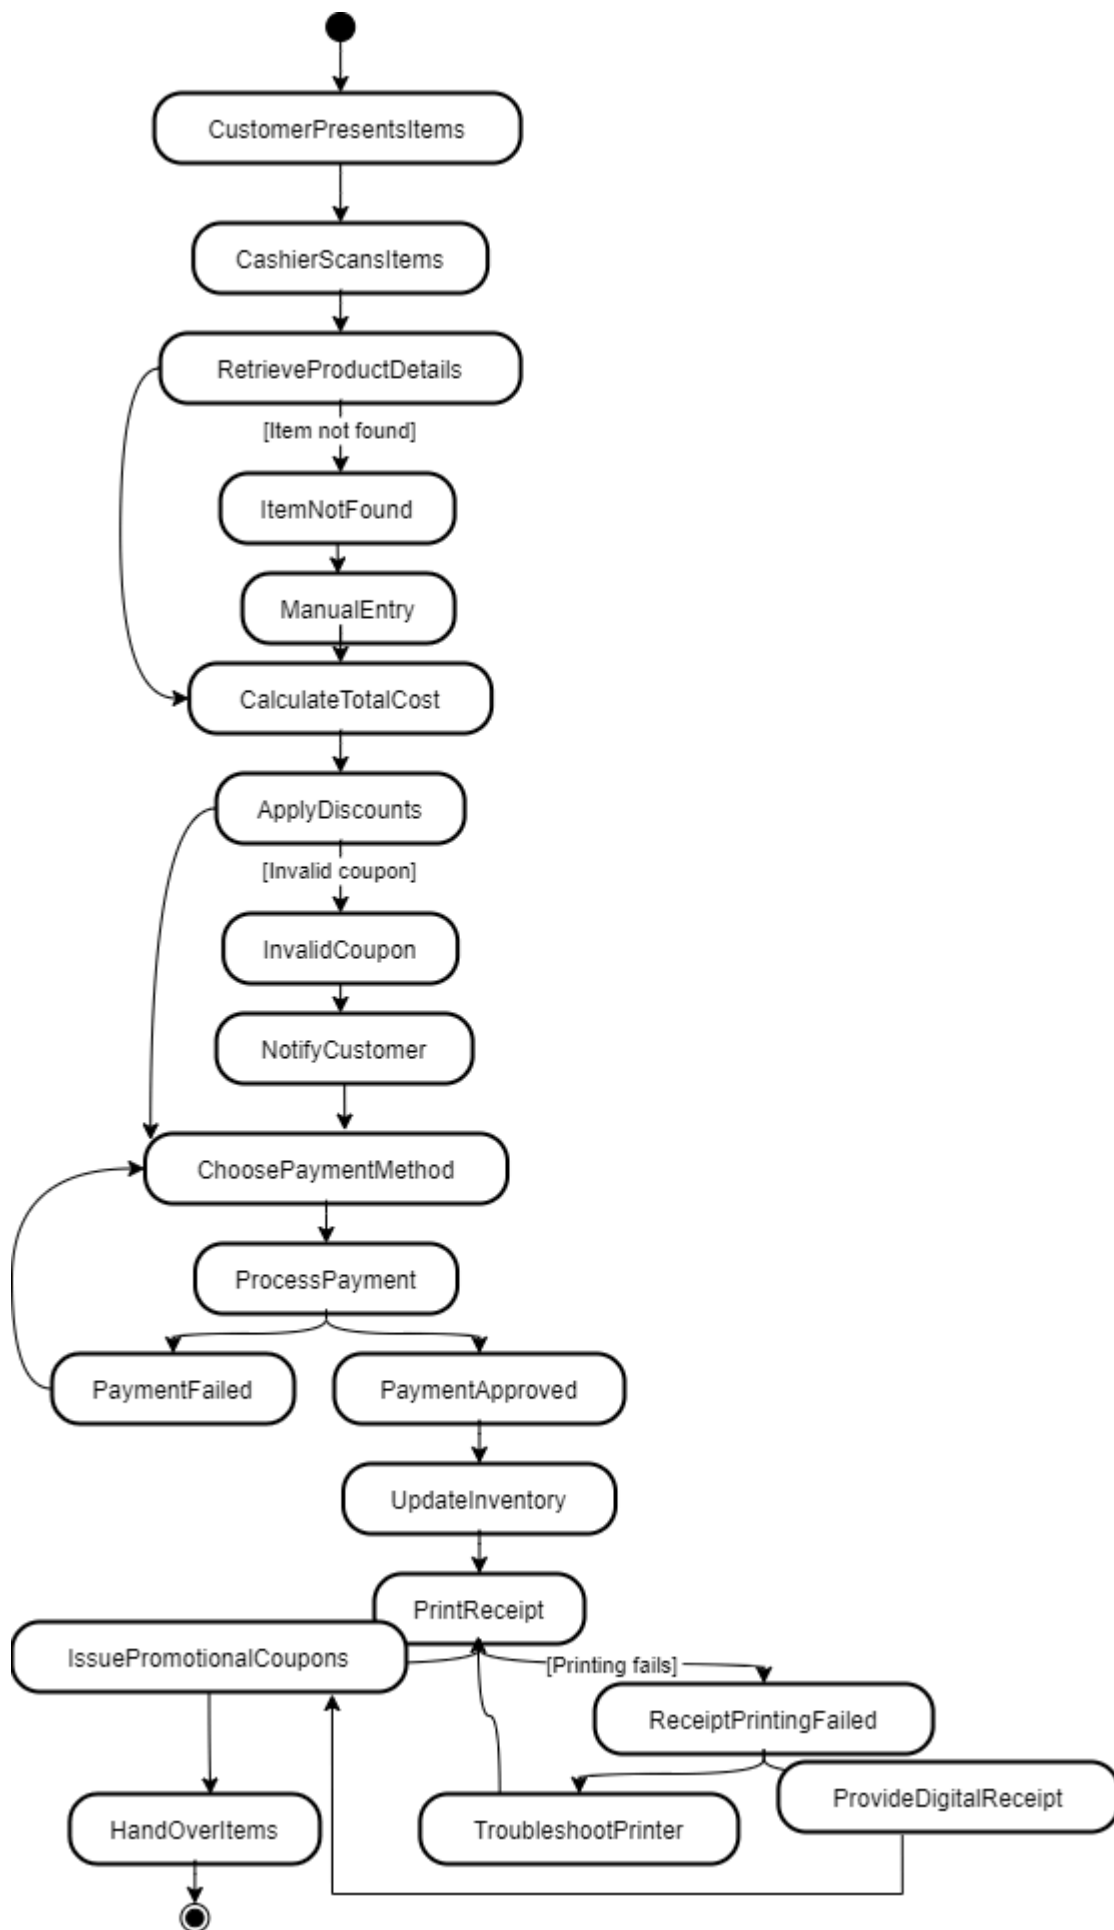 CustomerPresentsItems
CashierScansItems
RetrieveProductDetails
[Item not found]
ItemNotFound
ManualEntry
CalculateTotalCost
ApplyDiscounts
[Invalid coupon]
InvalidCoupon
NotifyCustomer
ChoosePaymentMethod
ProcessPayment
PaymentFailed
PaymentApproved
UpdateInventory
PrintReceipt
IssuePromotionalCoupons
[Printing fails]
ReceiptPrintingFailed
ProvideDigitalReceipt
HandOverItems
TroubleshootPrinter